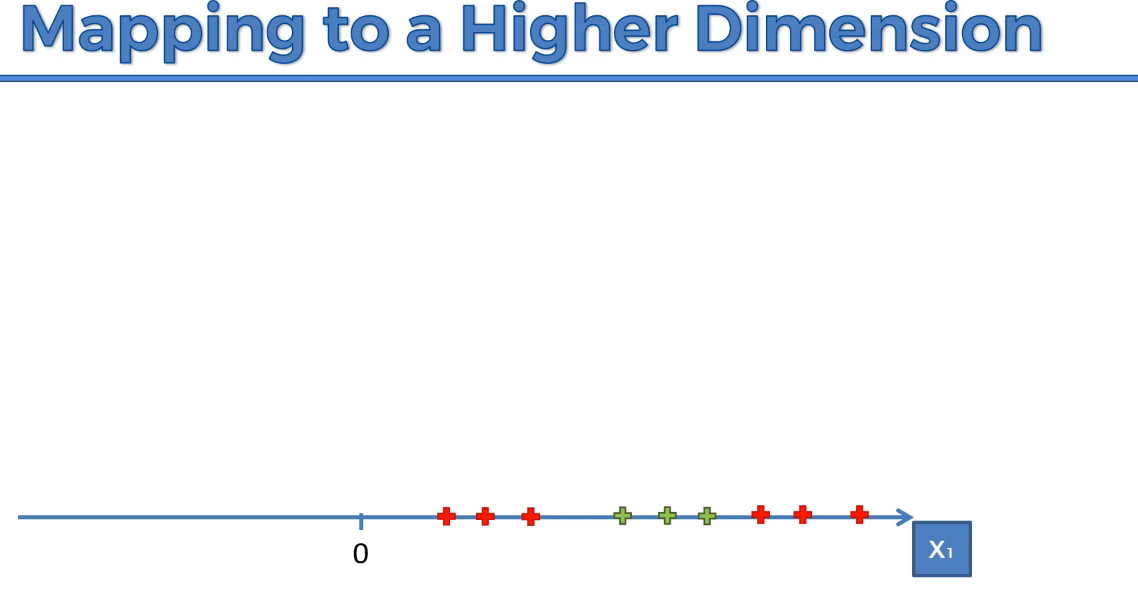 Mapping to a Higher Dimension
0
X₁